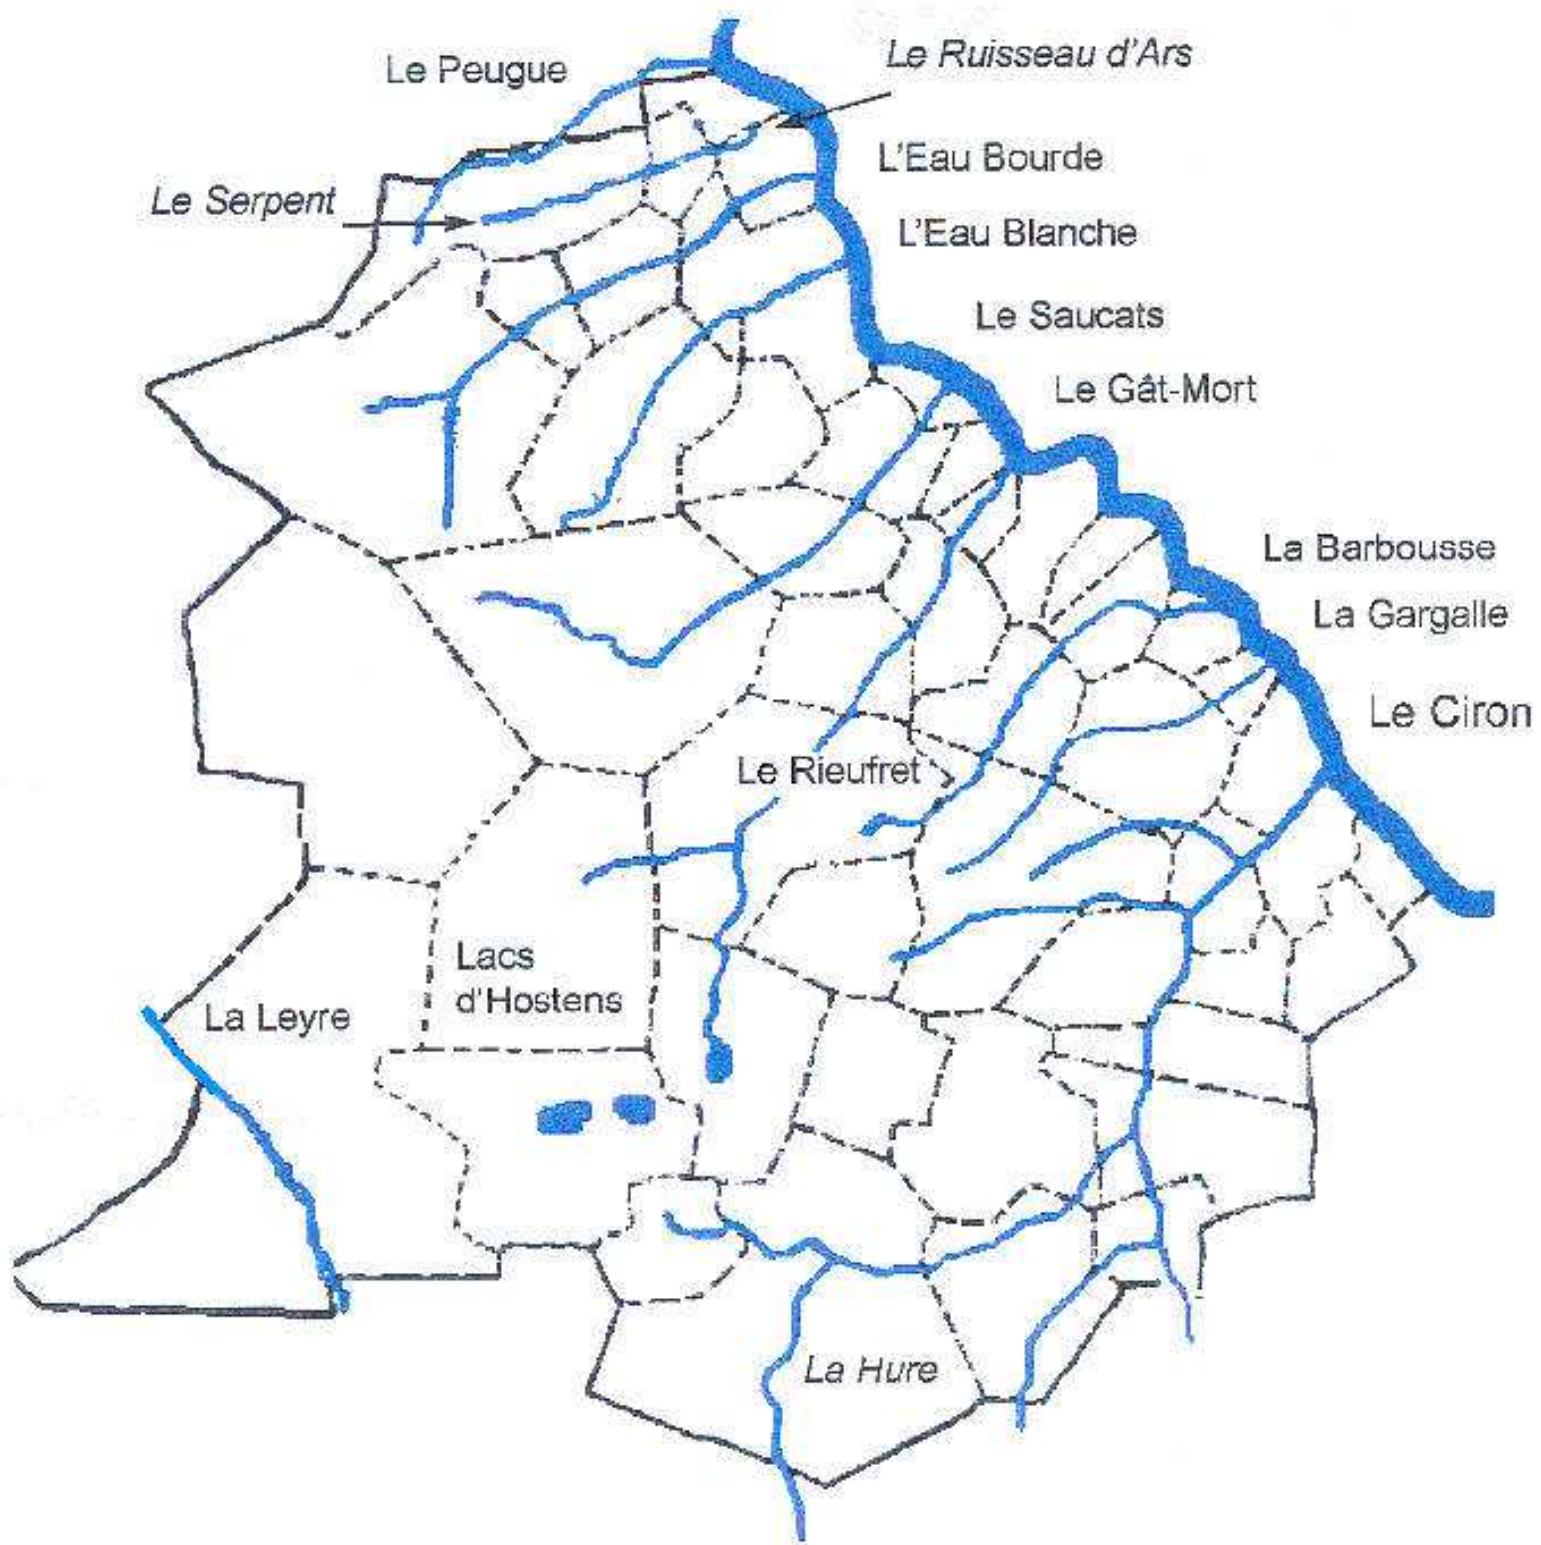 Le Peugue
Le Ruisseau d'Ars
L'Eau Bourde
Le Serpent
L'Eau Blanche
Le Saucats
Le Gât-Mort
La Barbousse
La Gargalle
Le Ciron
Le Rieufret
Lacs
d'Hostens
La Leyre
La Hure